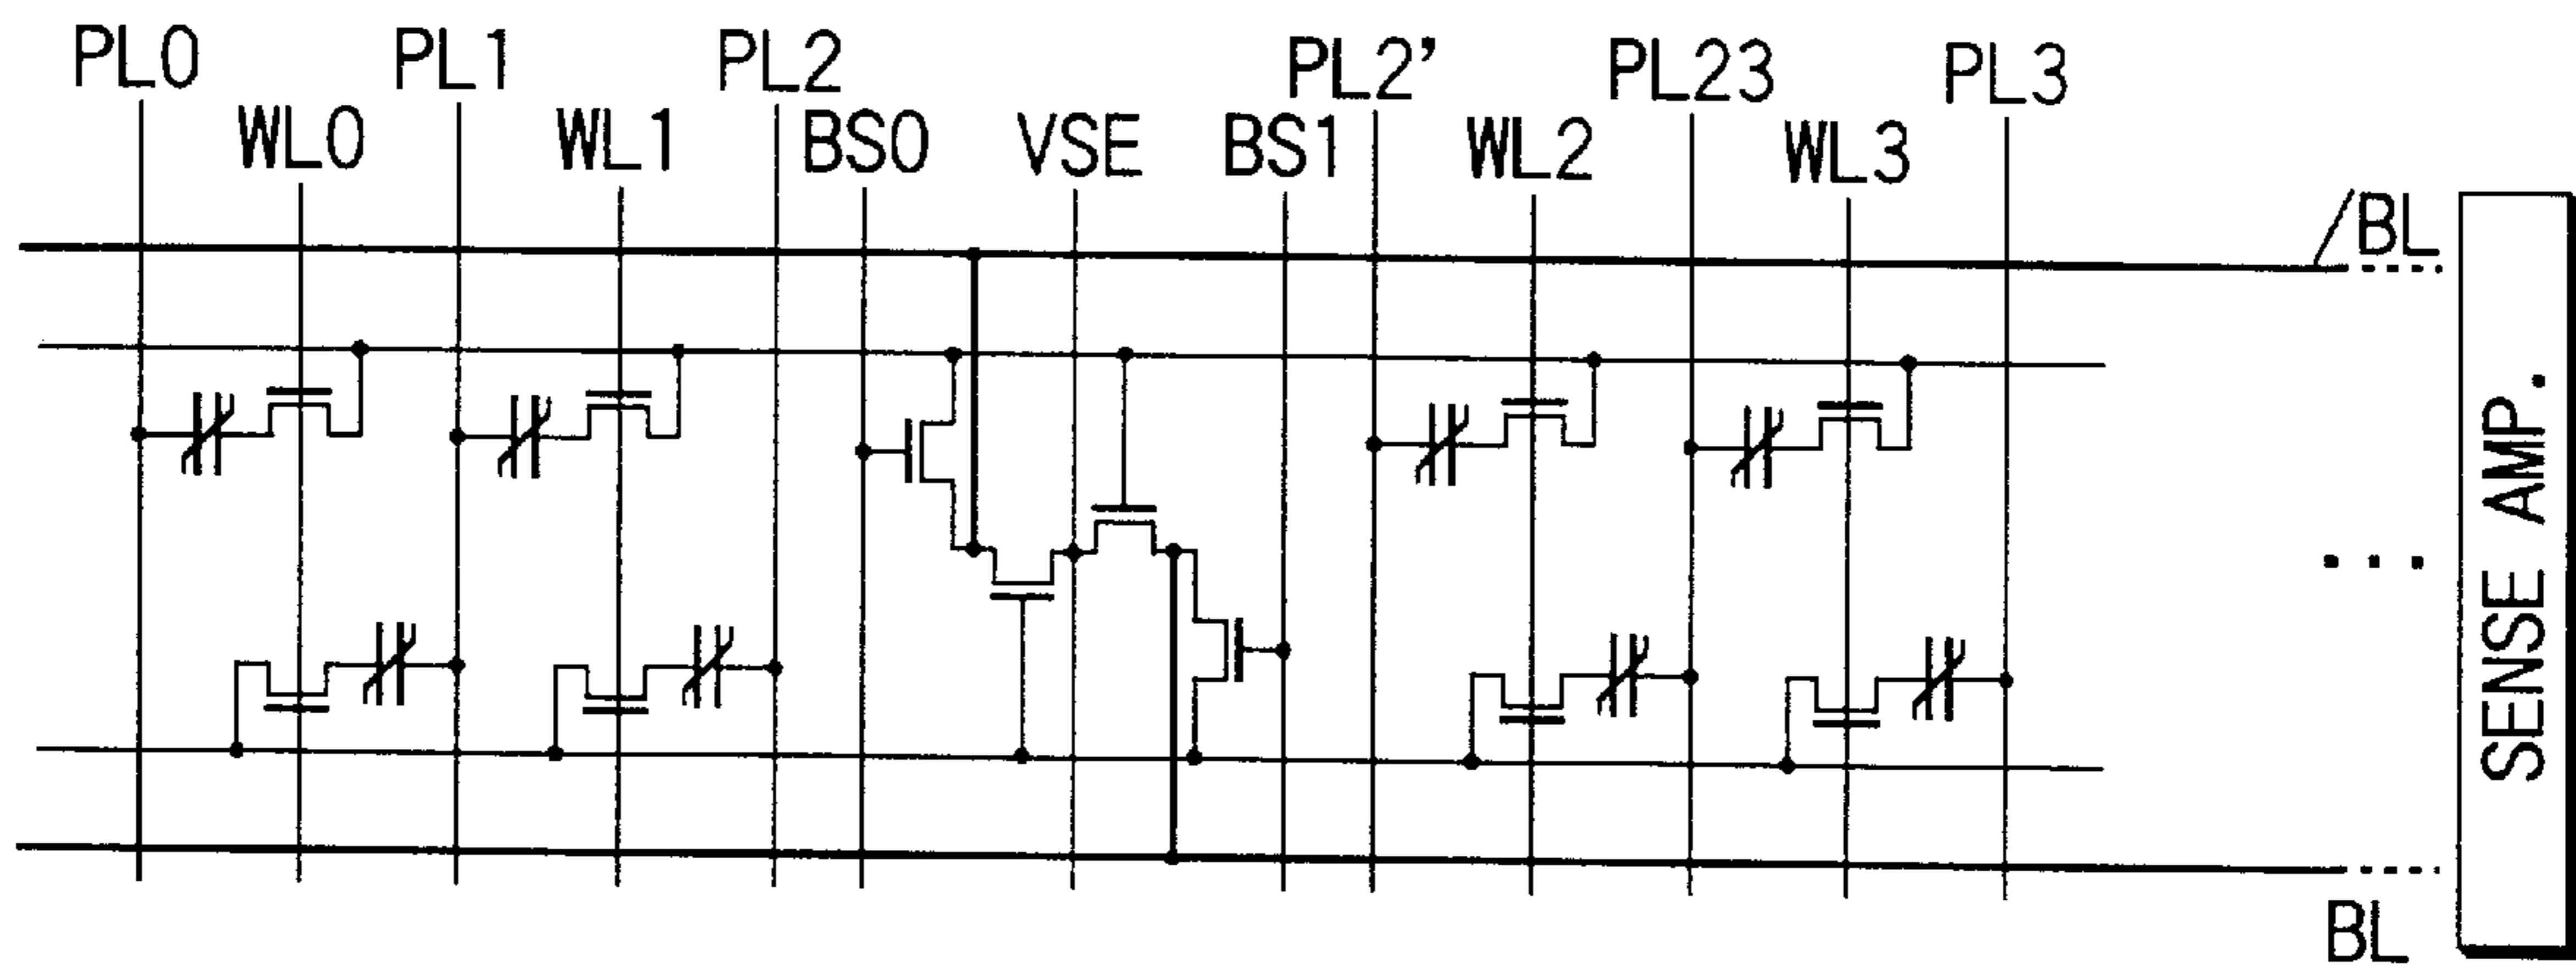 PL0 PL1 PL2 PL2' PL23 PL3
WL0 WL1 BS0 VSE BS1 WL2 WL3
/BL
SENSE AMP.
BL